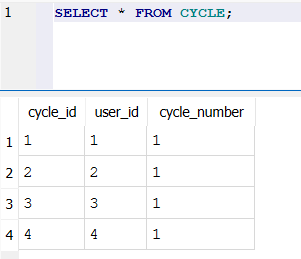 1 SELECT * FROM CYCLE;
cycle_id user_id cycle_number
1 1 1 1
2 2 2 1
3 3 3 1
4 4 4 1